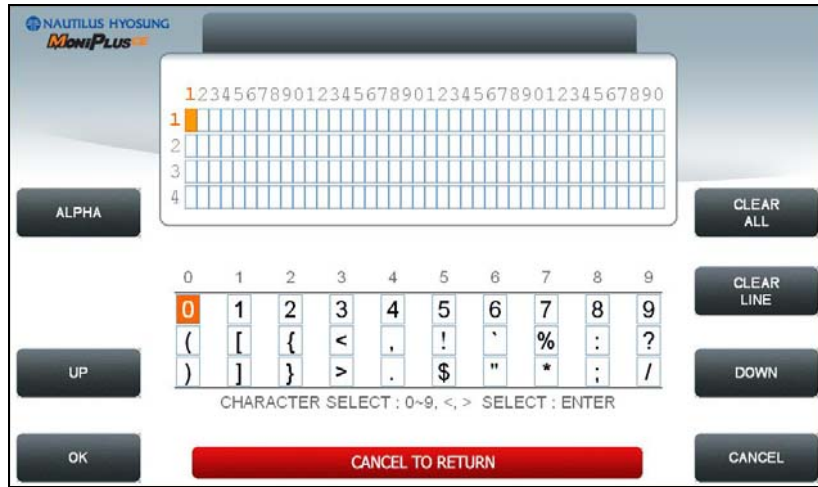 NAUTILUS HYOSUNG
MoniPlus CE
1234567890123456789012345678901234567890
1
2
3
4
ALPHA
CLEAR
ALL
CLEAR
LINE
0 1 2 3 4 5 6 7 8 9
0 1 2 3 4 5 6 7 8 9
( [ { < , ! ` % : ?
) ] } > . $ " * ; /
UP
DOWN
CHARACTER SELECT : 0~9, <, > SELECT : ENTER
OK
CANCEL TO RETURN
CANCEL